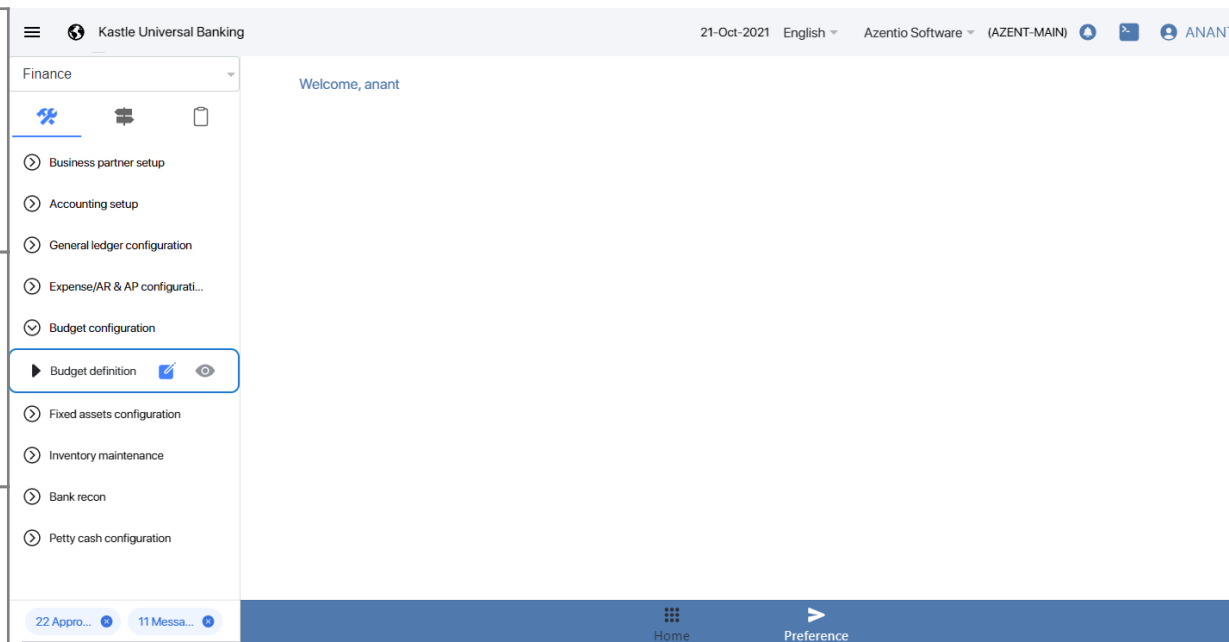 Kastle Universal Banking 21-Oct-2021 English Azentio Software (AZENT-MAIN) ANANT
Finance
Welcome, anant
Business partner setup
Accounting setup
General ledger configuration
Expense/AR & AP configurati...
Budget configuration
Budget definition
Fixed assets configuration
Inventory maintenance
Bank recon
Petty cash configuration
22 Appro... 11 Messa...
Home Preference